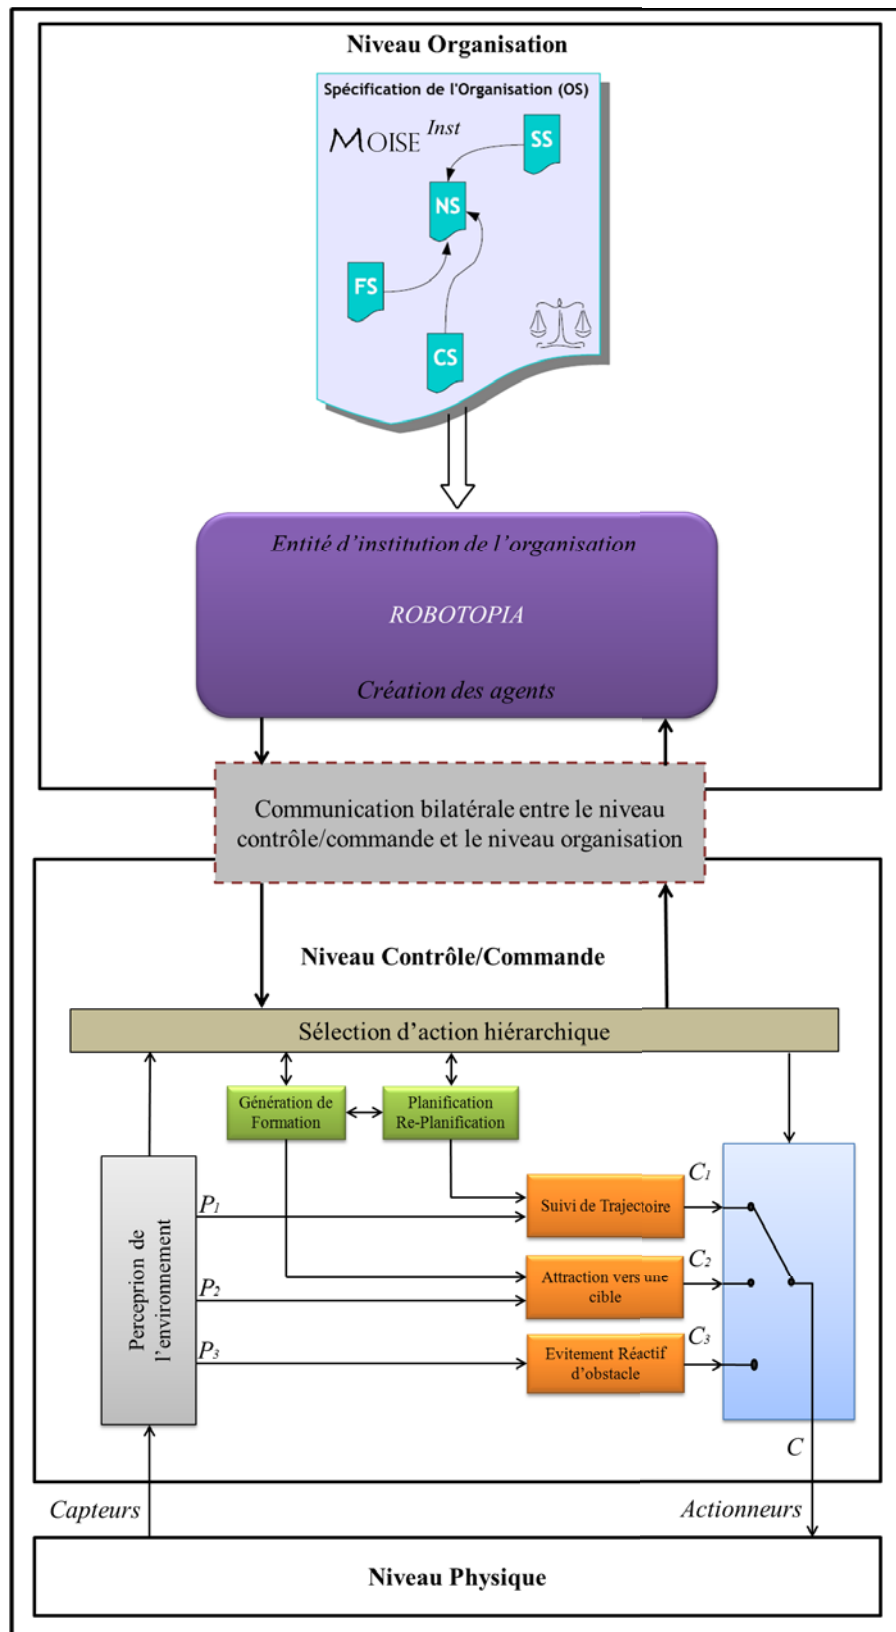 Niveau Organisation
Spécification de l'Organisation (OS)
MOISE Inst
SS
NS
FS
CS
Entité d’institution de l’organisation
ROBOTOPIA
Création des agents
Communication bilatérale entre le niveau
contrôle/commande et le niveau organisation
Niveau Contrôle/Commande
Sélection d’action hiérarchique
Génération de
Formation
Planification
Re-Planification
Perceprion de
l’environnement
P1
P2
P3
Suivi de Trajectoire
Attraction vers une
cible
Evitement Réactif
d’obstacle
C1
C2
C3
C
Capteurs
Actionneurs
Niveau Physique